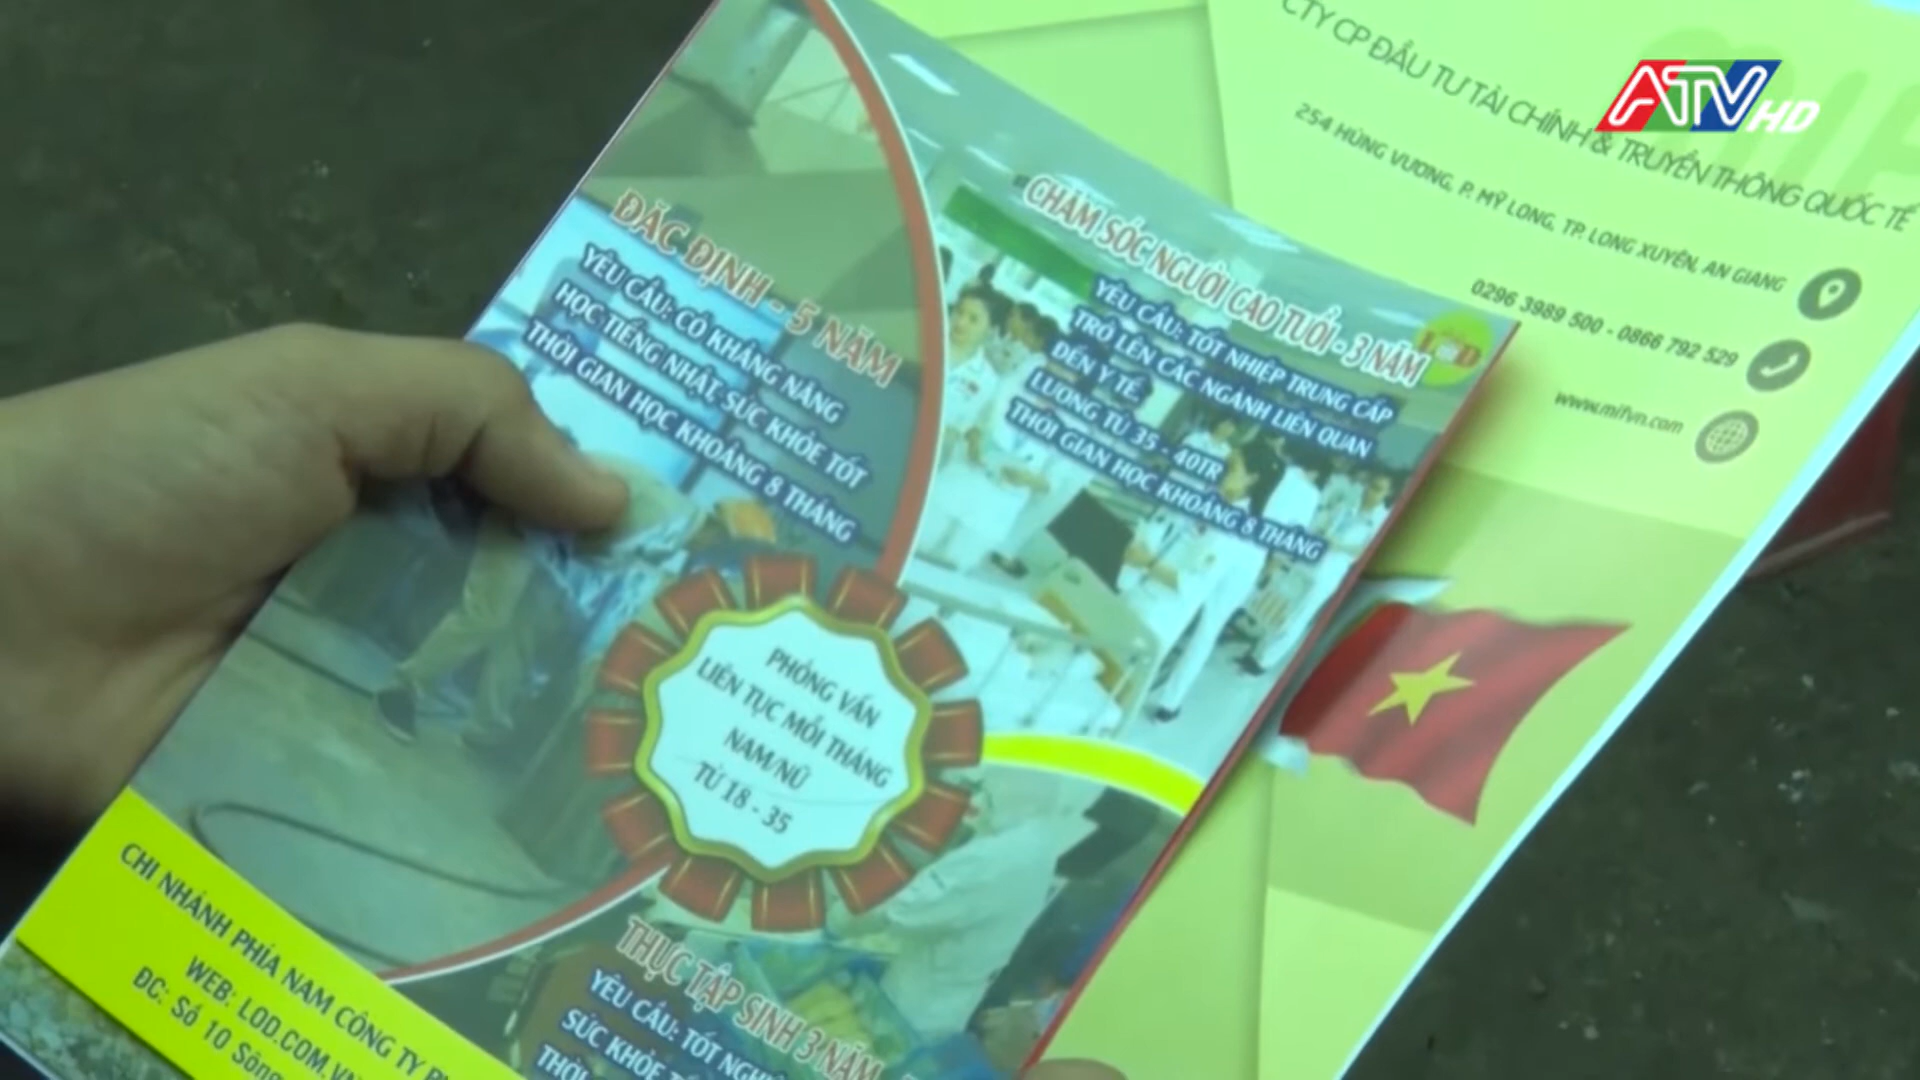 ATV HD
CTY CP ĐẦU TƯ TÀI CHÍNH & TRUYỀN THÔNG QUỐC TẾ
254 HÙNG VƯƠNG, P. MỸ LONG, TP. LONG XUYÊN, AN GIANG
0296 3989 500 - 0866 792 529
www.mifvn.com
ĐẶC ĐỊNH - 5 NĂM
YÊU CẦU: CÓ KHẢ NĂNG
HỌC TIẾNG NHẬT, SỨC KHỎE TỐT
THỜI GIAN HỌC KHOẢNG 8 THÁNG
CHĂM SÓC NGƯỜI CAO TUỔI - 3 NĂM
LOD
YÊU CẦU: TỐT NHIỆP TRUNG CẤP
TRỞ LÊN CÁC NGÀNH LIÊN QUAN
ĐẾN Y TẾ
LƯƠNG TỪ 35 - 40TR
THỜI GIAN HỌC KHOẢNG 8 THÁNG
PHỎNG VẤN
LIÊN TỤC MỖI THÁNG
NAM/NỮ
TỪ 18 - 35
THỰC TẬP SINH 3 NĂM
YÊU CẦU: TỐT
SỨC KHỎE
CHI NHÁNH PHÍA NAM CÔNG TY
WEB: LOD.COM.VN
ĐC: Số 10 Sông